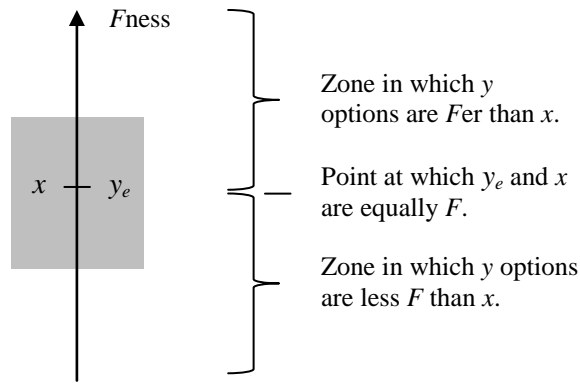 Fness
Zone in which y
options are Fer than x.
x
y_e
Point at which y_e and x
are equally F.
Zone in which y options
are less F than x.